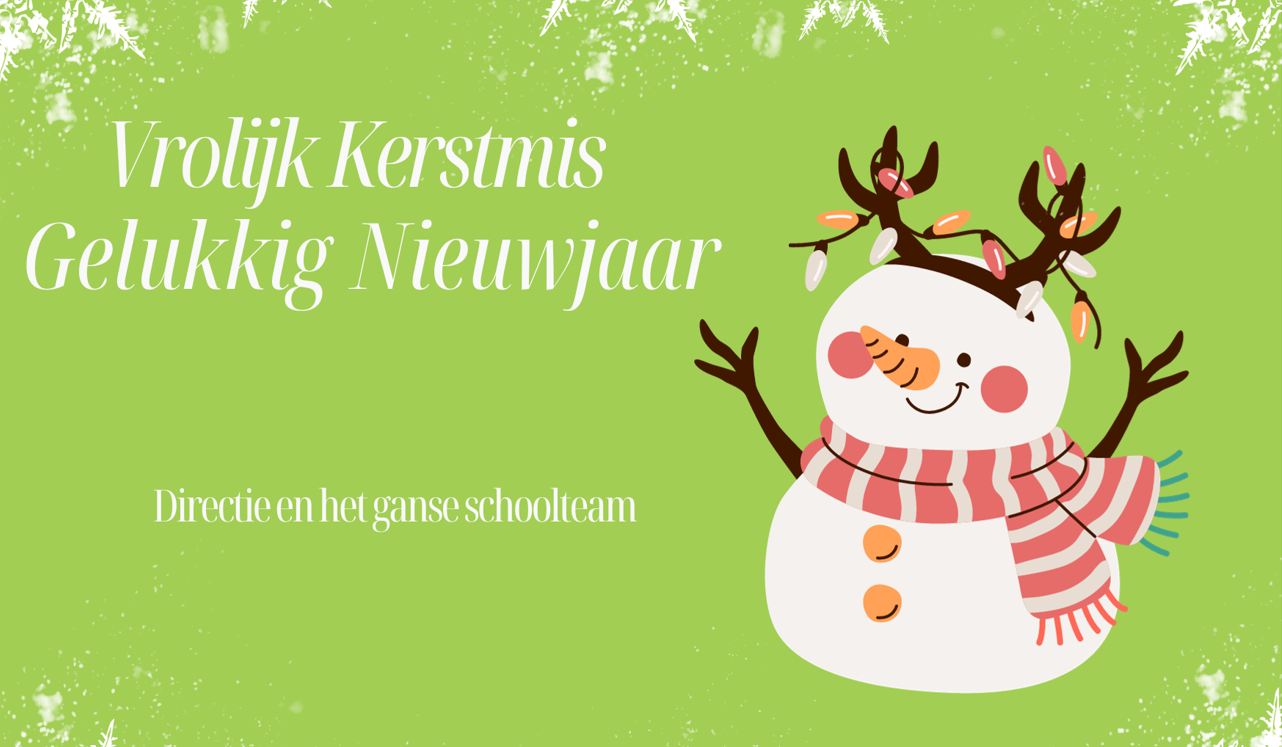 Vrolijk Kerstmis
Gelukkig Nieuwjaar
Directie en het ganse schoolteam